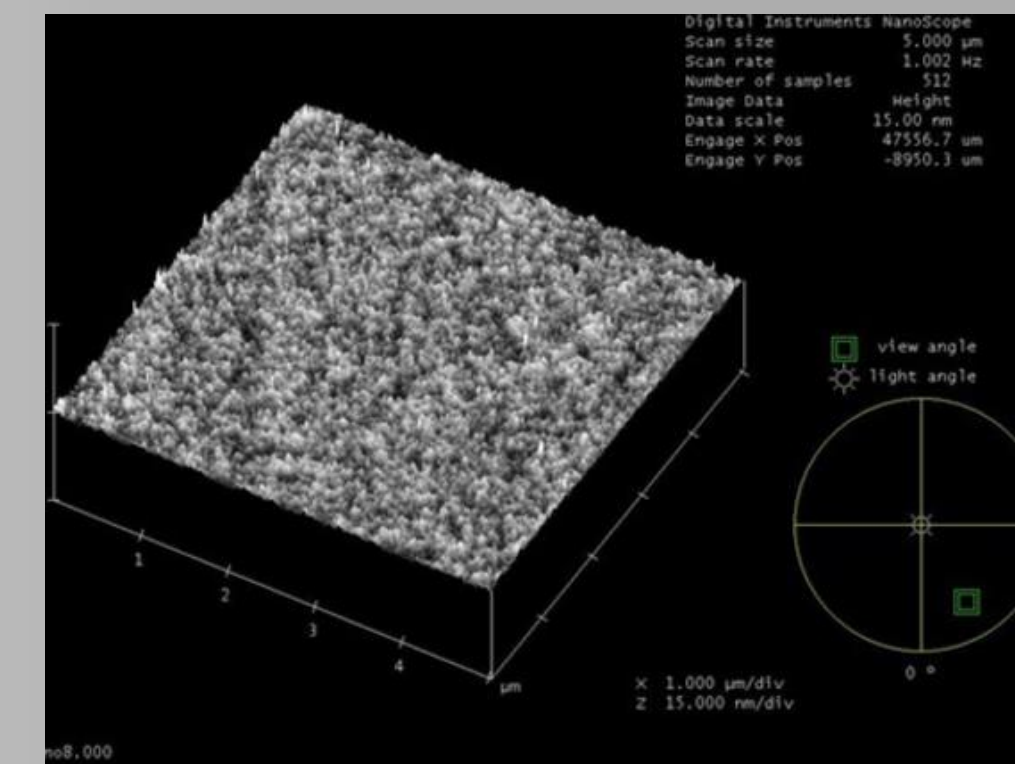 Digital Instruments NanoScope
Scan size 5.000 µm
Scan rate 1.002 Hz
Number of samples 512
Image Data Height
Data scale 15.00 nm
Engage X Pos 47556.7 um
Engage Y Pos -8950.3 um
view angle
light angle
1
2
3
4
µm
X 1.000 µm/div
Z 15.000 nm/div
0 °
no8.000